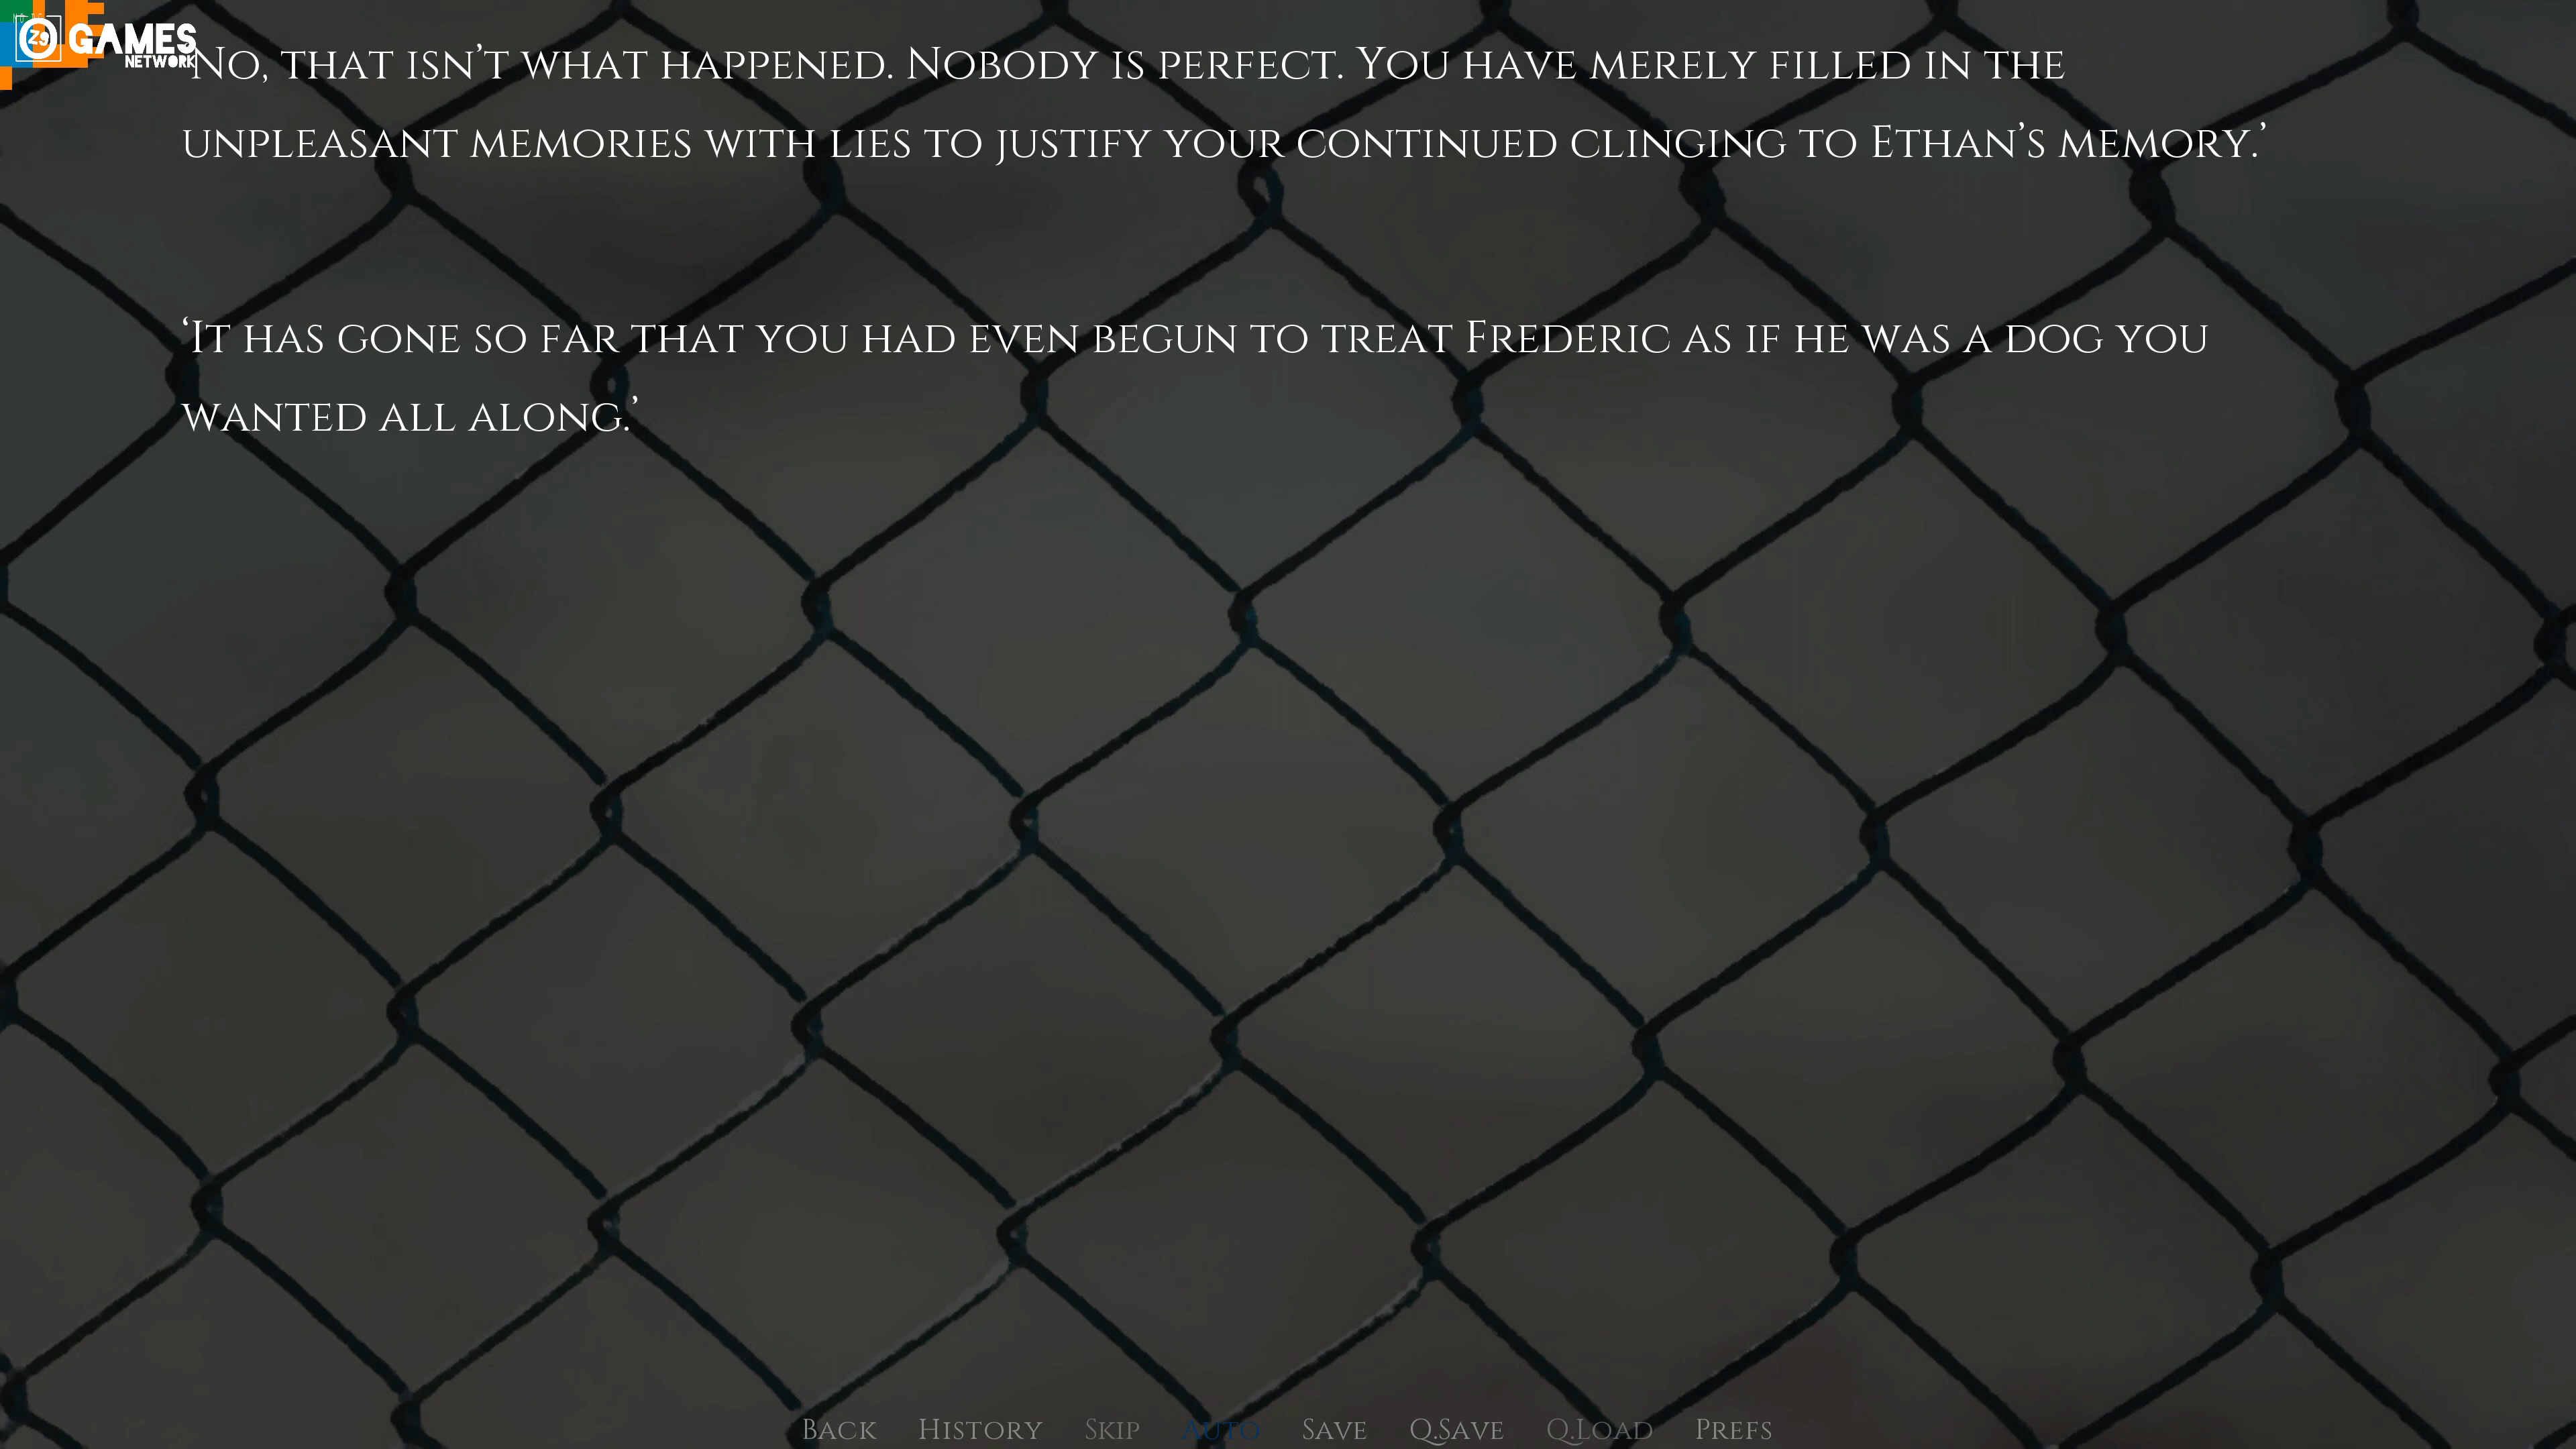 GAMES
NETWORK
‘No, that isn’t what happened. Nobody is perfect. You have merely filled in the
unpleasant memories with lies to justify your continued clinging to Ethan’s memory.’
‘It has gone so far that you had even begun to treat Frederic as if he was a dog you
wanted all along.’
Back History Skip Auto Save Q.Save Q.Load Prefs